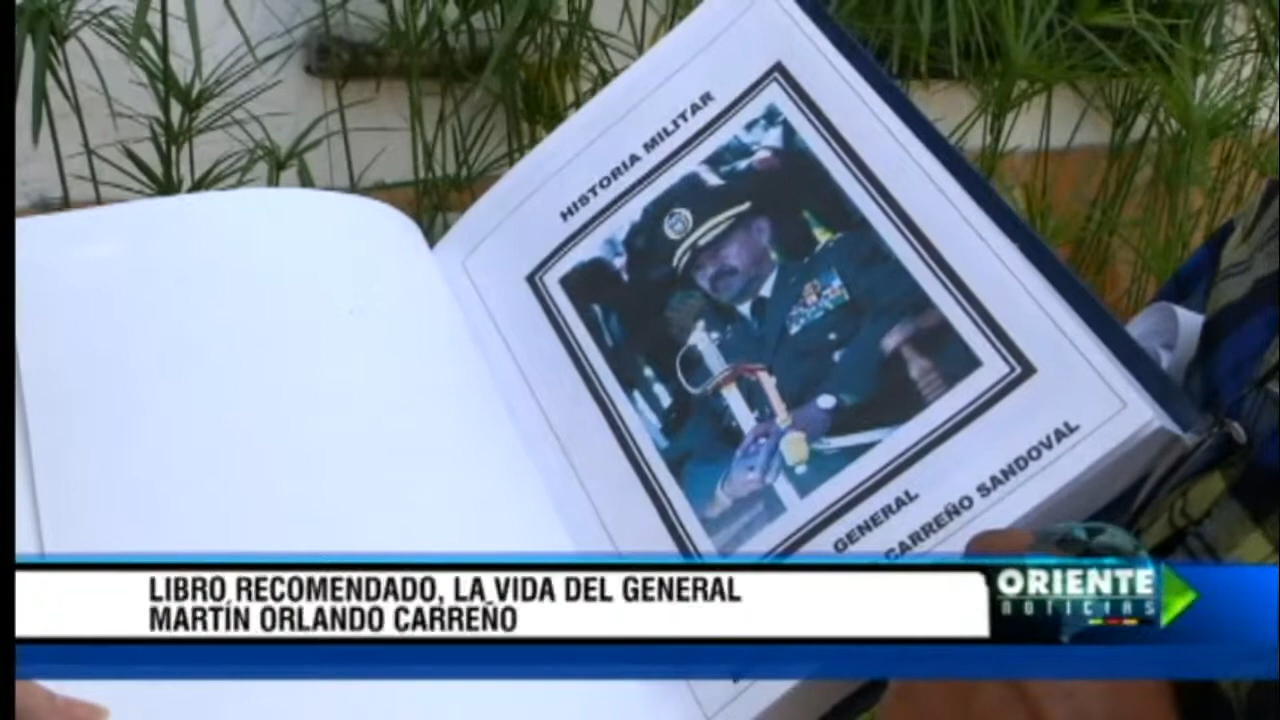 HISTORIA MILITAR
GENERAL
CARREÑO SANDOVAL
LIBRO RECOMENDADO, LA VIDA DEL GENERAL
MARTÍN ORLANDO CARREÑO
ORIENTE
NOTICIAS